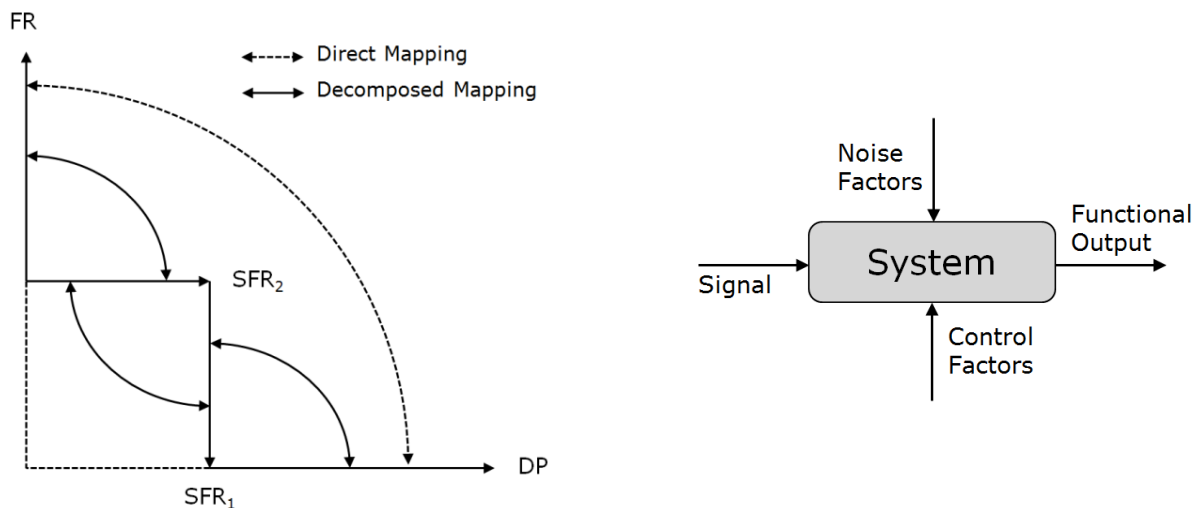 FR
Direct Mapping
Decomposed Mapping
SFR₂
DP
SFR₁
Noise
Factors
Functional
Output
System
Signal
Control
Factors